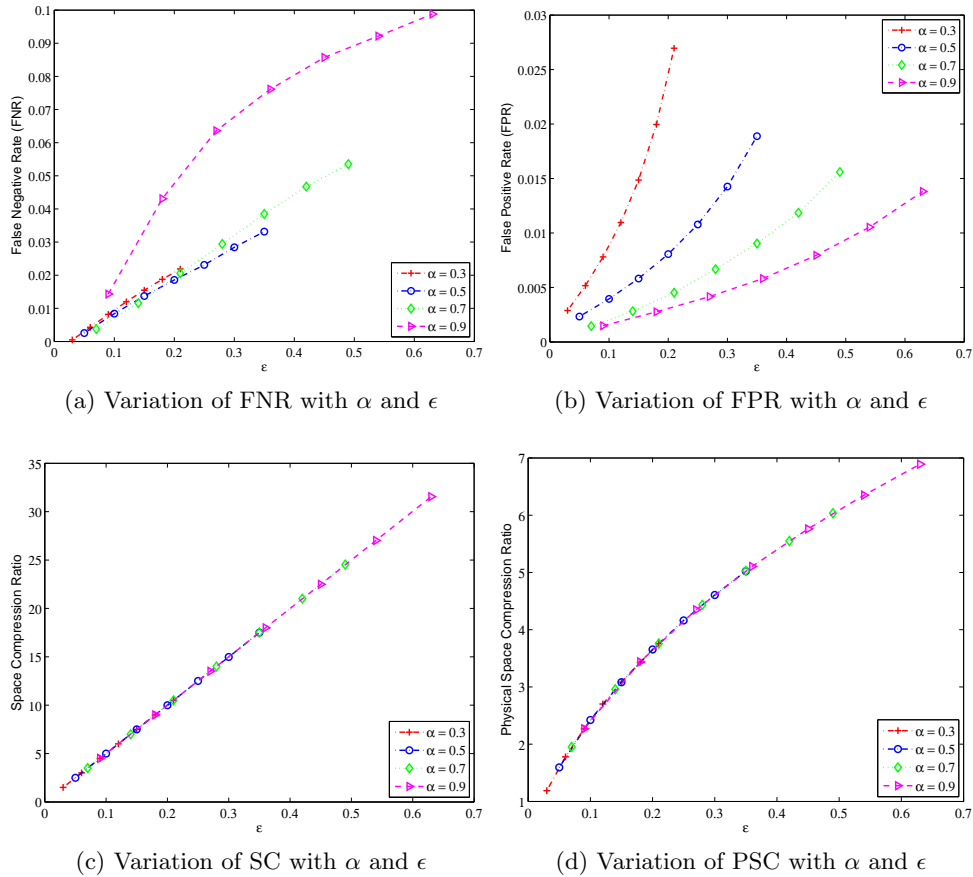 0.1
0.09
0.08
0.07
0.06
0.05
0.04
0.03
0.02
0.01
0
False Negative Rate (FNR)
0 0.1 0.2 0.3 0.4 0.5 0.6 0.7
ε
α = 0.3
α = 0.5
α = 0.7
α = 0.9
(a) Variation of FNR with α and ϵ
0.03
0.025
0.02
0.015
0.01
0.005
0
False Positive Rate (FPR)
0 0.1 0.2 0.3 0.4 0.5 0.6 0.7
ε
α = 0.3
α = 0.5
α = 0.7
α = 0.9
(b) Variation of FPR with α and ϵ
35
30
25
20
15
10
5
0
Space Compression Ratio
0 0.1 0.2 0.3 0.4 0.5 0.6 0.7
ε
α = 0.3
α = 0.5
α = 0.7
α = 0.9
(c) Variation of SC with α and ϵ
7
6
5
4
3
2
1
Physical Space Compression Ratio
0 0.1 0.2 0.3 0.4 0.5 0.6 0.7
ε
α = 0.3
α = 0.5
α = 0.7
α = 0.9
(d) Variation of PSC with α and ϵ